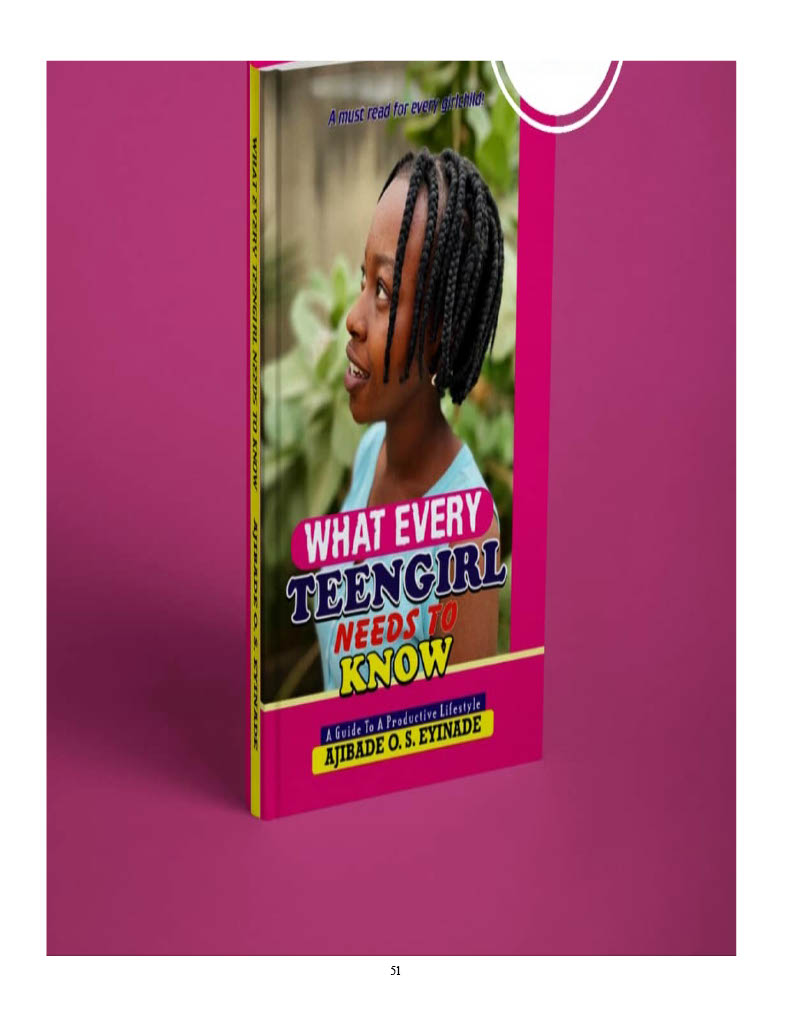 A must read for every girlchild!
WHAT EVERY
TEENGIRL
NEEDS TO
KNOW
A Guide To A Productive Lifestyle
AJIBADE O. S. EYINADE
WHAT EVERY TEENGIRL NEEDS TO KNOW AJIBADE O. S. EYINADE
51